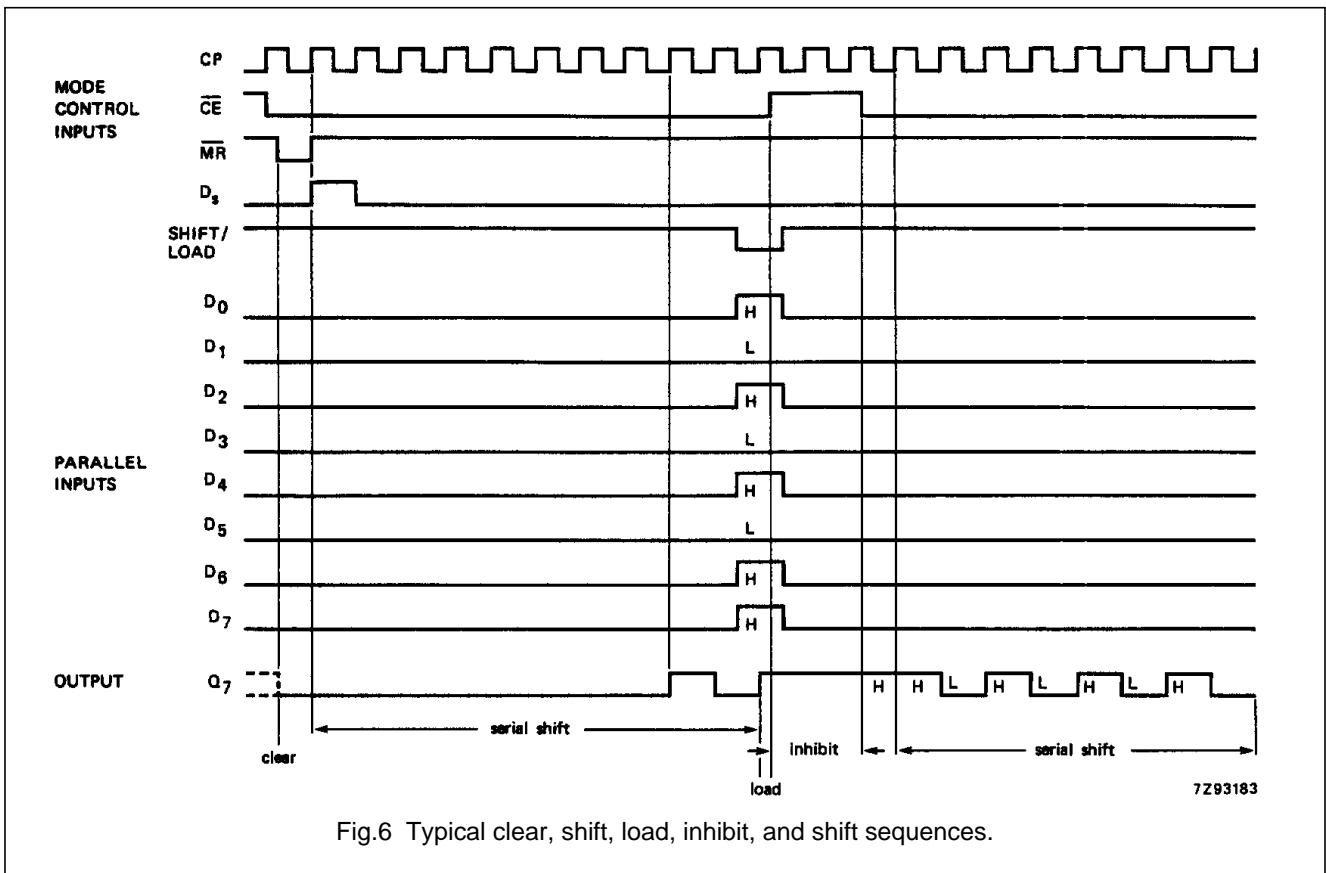 CP
MODE
CONTROL
INPUTS
CE
MR
Ds
SHIFT/
LOAD
D0
H
D1
L
D2
H
D3
L
PARALLEL
INPUTS
D4
H
D5
L
D6
H
D7
H
OUTPUT
Q7
H H L H L H L H
serial shift
clear
inhibit
serial shift
load
7Z93183
Fig.6 Typical clear, shift, load, inhibit, and shift sequences.